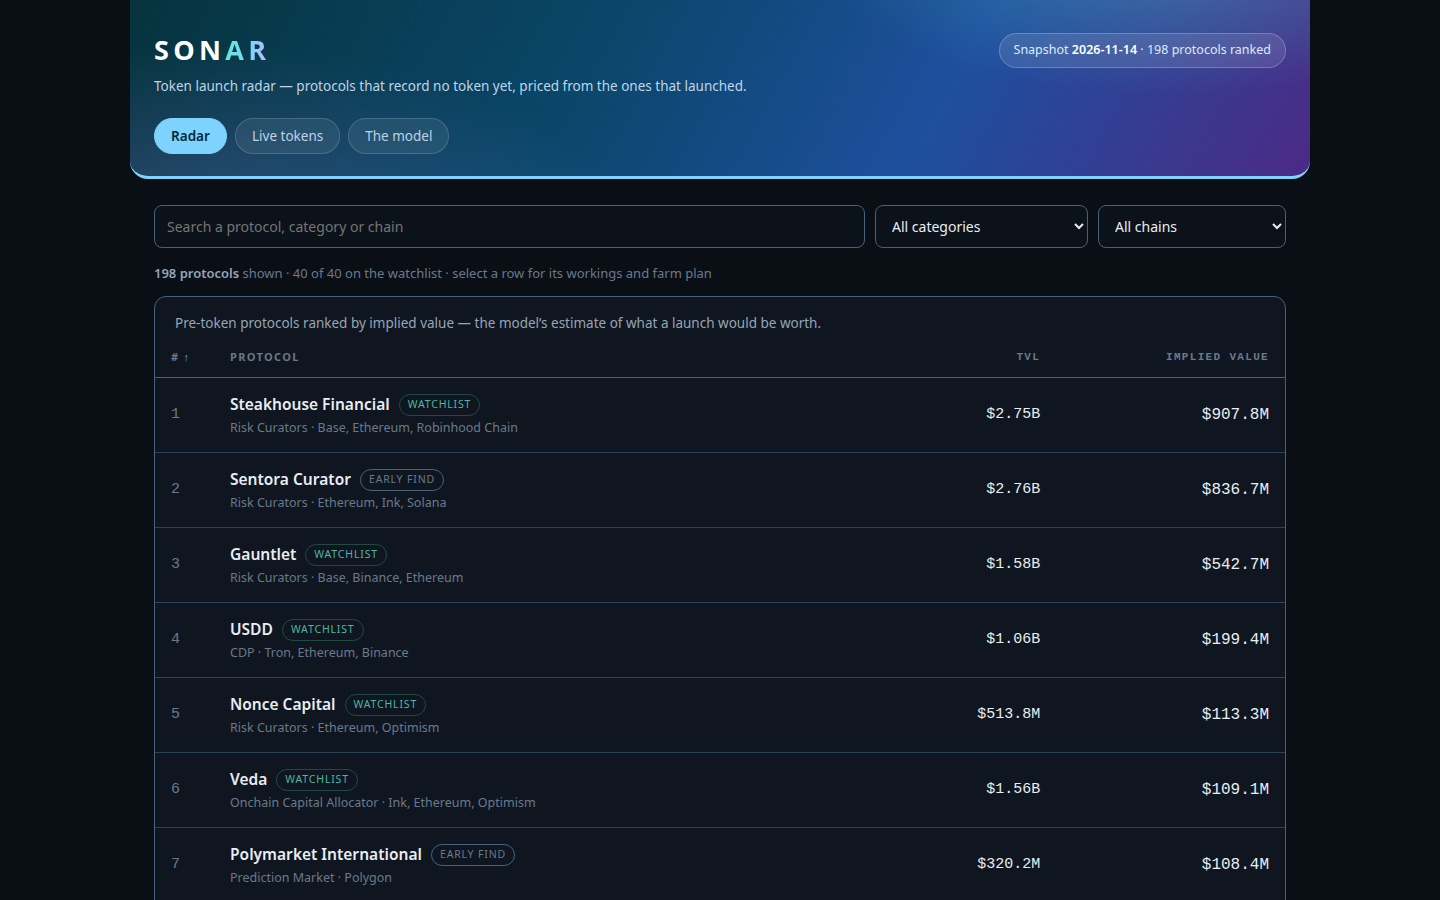 SONAR
Snapshot 2026-11-14 · 198 protocols ranked
Token launch radar — protocols that record no token yet, priced from the ones that launched.
Radar Live tokens The model
Search a protocol, category or chain All categories All chains
198 protocols shown · 40 of 40 on the watchlist · select a row for its workings and farm plan
Pre-token protocols ranked by implied value — the model's estimate of what a launch would be worth.
# ↑ PROTOCOL TVL IMPLIED VALUE
1 Steakhouse Financial WATCHLIST $2.75B $907.8M
Risk Curators · Base, Ethereum, Robinhood Chain
2 Sentora Curator EARLY FIND $2.76B $836.7M
Risk Curators · Ethereum, Ink, Solana
3 Gauntlet WATCHLIST $1.58B $542.7M
Risk Curators · Base, Binance, Ethereum
4 USDD WATCHLIST $1.06B $199.4M
CDP · Tron, Ethereum, Binance
5 Nonce Capital WATCHLIST $513.8M $113.3M
Risk Curators · Ethereum, Optimism
6 Veda WATCHLIST $1.56B $109.1M
Onchain Capital Allocator · Ink, Ethereum, Optimism
7 Polymarket International EARLY FIND $320.2M $108.4M
Prediction Market · Polygon